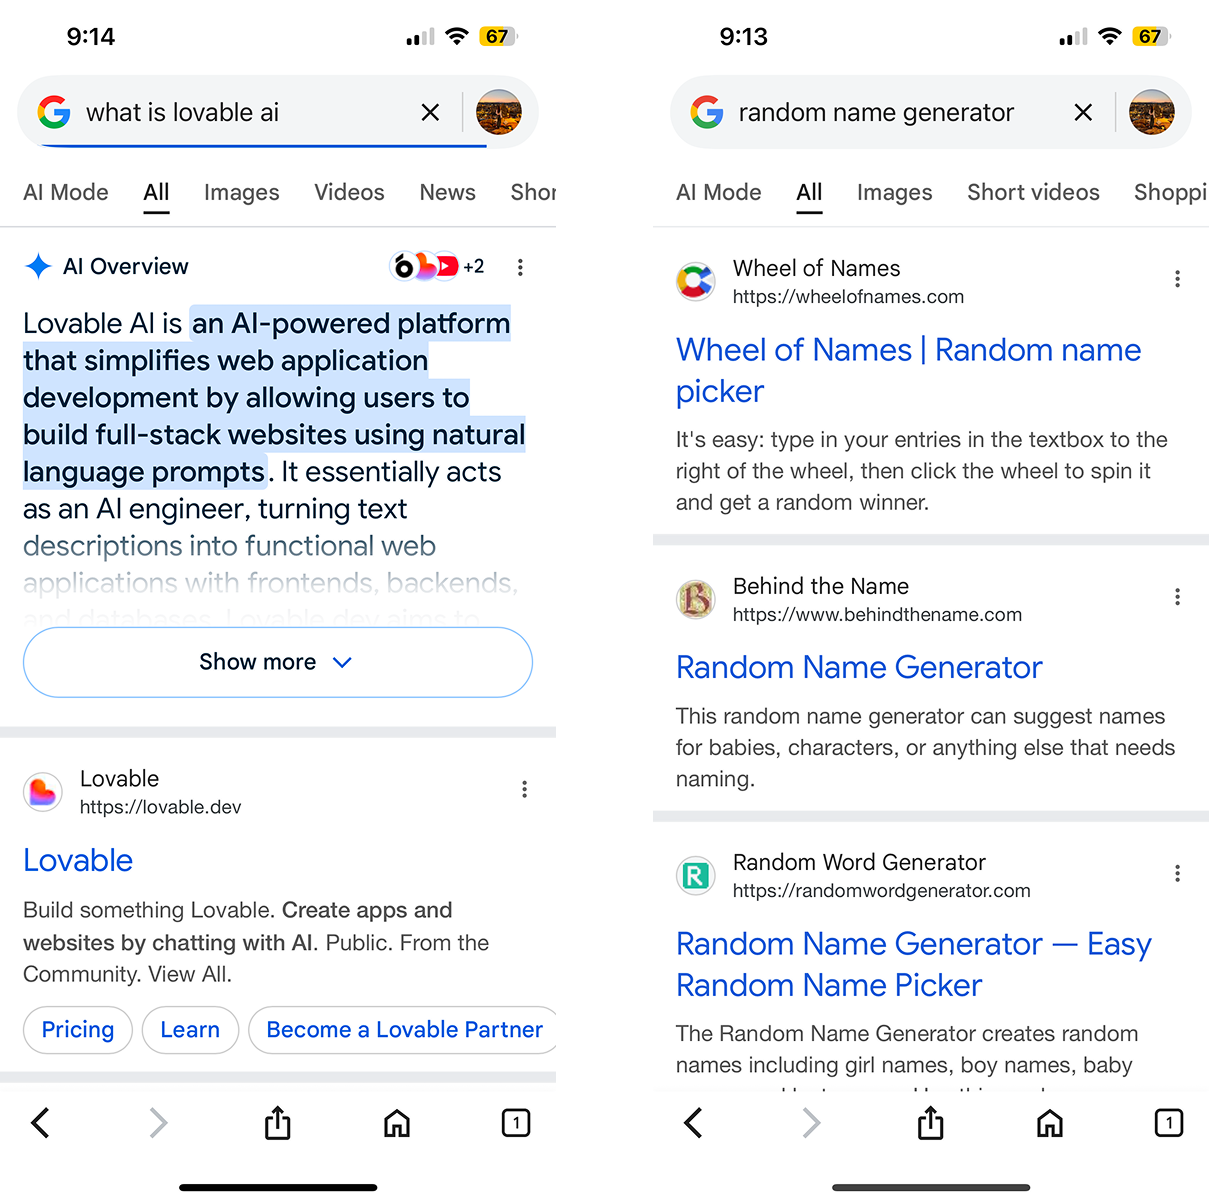 9:14
67
what is lovable ai
AI Mode All Images Videos News Shor
AI Overview
+2
Lovable AI is an AI-powered platform
that simplifies web application
development by allowing users to
build full-stack websites using natural
language prompts. It essentially acts
as an AI engineer, turning text
descriptions into functional web
applications with frontends, backends,
and databases. Lovable.dev aims to
Show more
Lovable
https://lovable.dev
Lovable
Build something Lovable. Create apps and
websites by chatting with AI. Public. From the
Community. View All.
Pricing Learn Become a Lovable Partner
1
9:13
67
random name generator
AI Mode All Images Short videos Shoppi
Wheel of Names
https://wheelofnames.com
Wheel of Names | Random name
picker
It's easy: type in your entries in the textbox to the
right of the wheel, then click the wheel to spin it
and get a random winner.
Behind the Name
https://www.behindthename.com
Random Name Generator
This random name generator can suggest names
for babies, characters, or anything else that needs
naming.
Random Word Generator
https://randomwordgenerator.com
Random Name Generator — Easy
Random Name Picker
The Random Name Generator creates random
names including girl names, boy names, baby
1